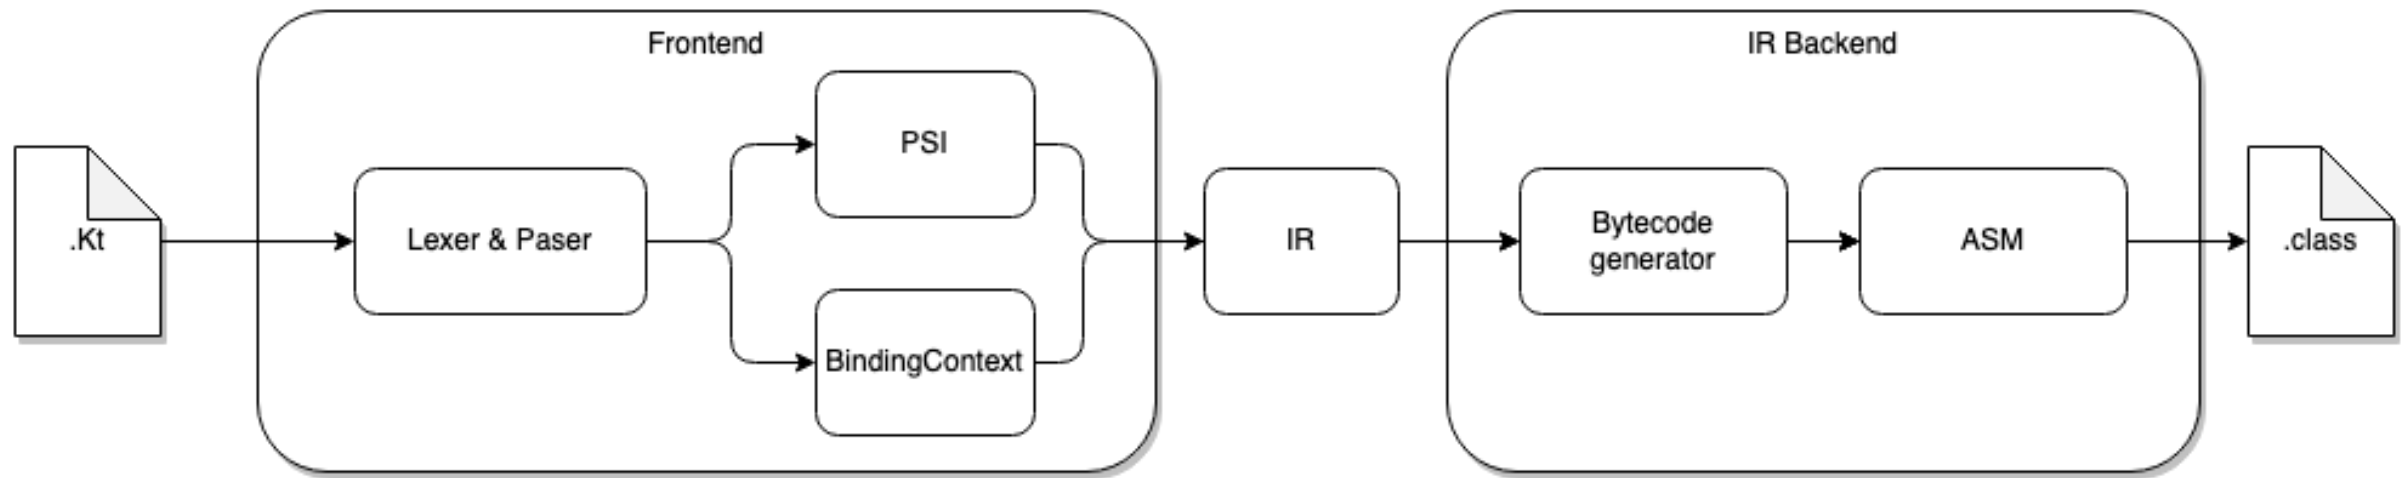 Frontend
IR Backend
.Kt
Lexer & Paser
PSI
BindingContext
IR
Bytecode
generator
ASM
.class